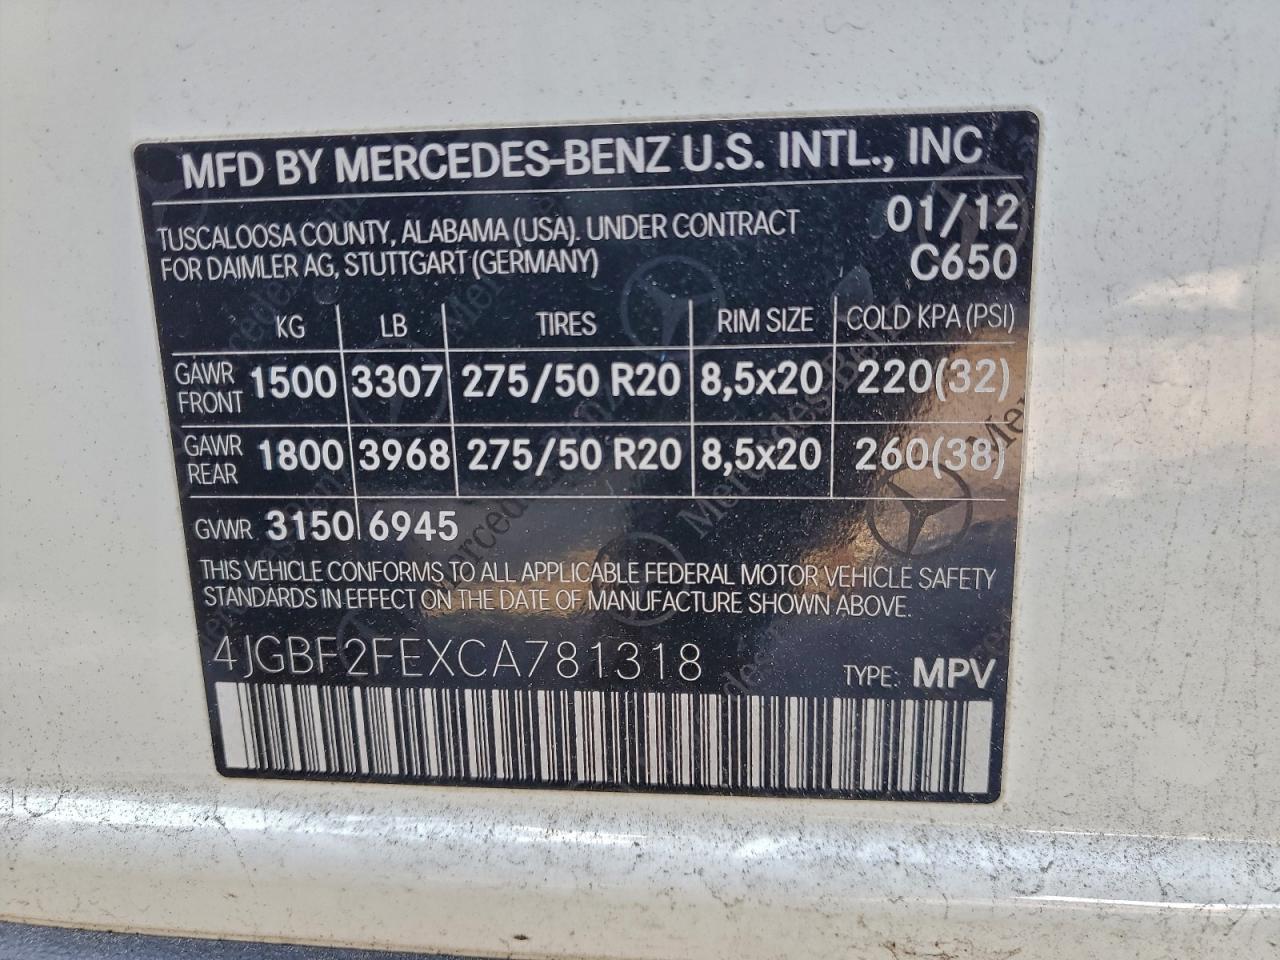 MFD BY MERCEDES-BENZ U.S. INTL., INC
TUSCALOOSA COUNTY, ALABAMA (USA). UNDER CONTRACT 01/12
FOR DAIMLER AG, STUTTGART (GERMANY) C650
KG LB TIRES RIM SIZE COLD KPA (PSI)
GAWR FRONT 1500 3307 275/50 R20 8,5x20 220(32)
GAWR REAR 1800 3968 275/50 R20 8,5x20 260(38)
GVWR 3150 6945
THIS VEHICLE CONFORMS TO ALL APPLICABLE FEDERAL MOTOR VEHICLE SAFETY
STANDARDS IN EFFECT ON THE DATE OF MANUFACTURE SHOWN ABOVE.
4JGBF2FEXCA781318 TYPE: MPV